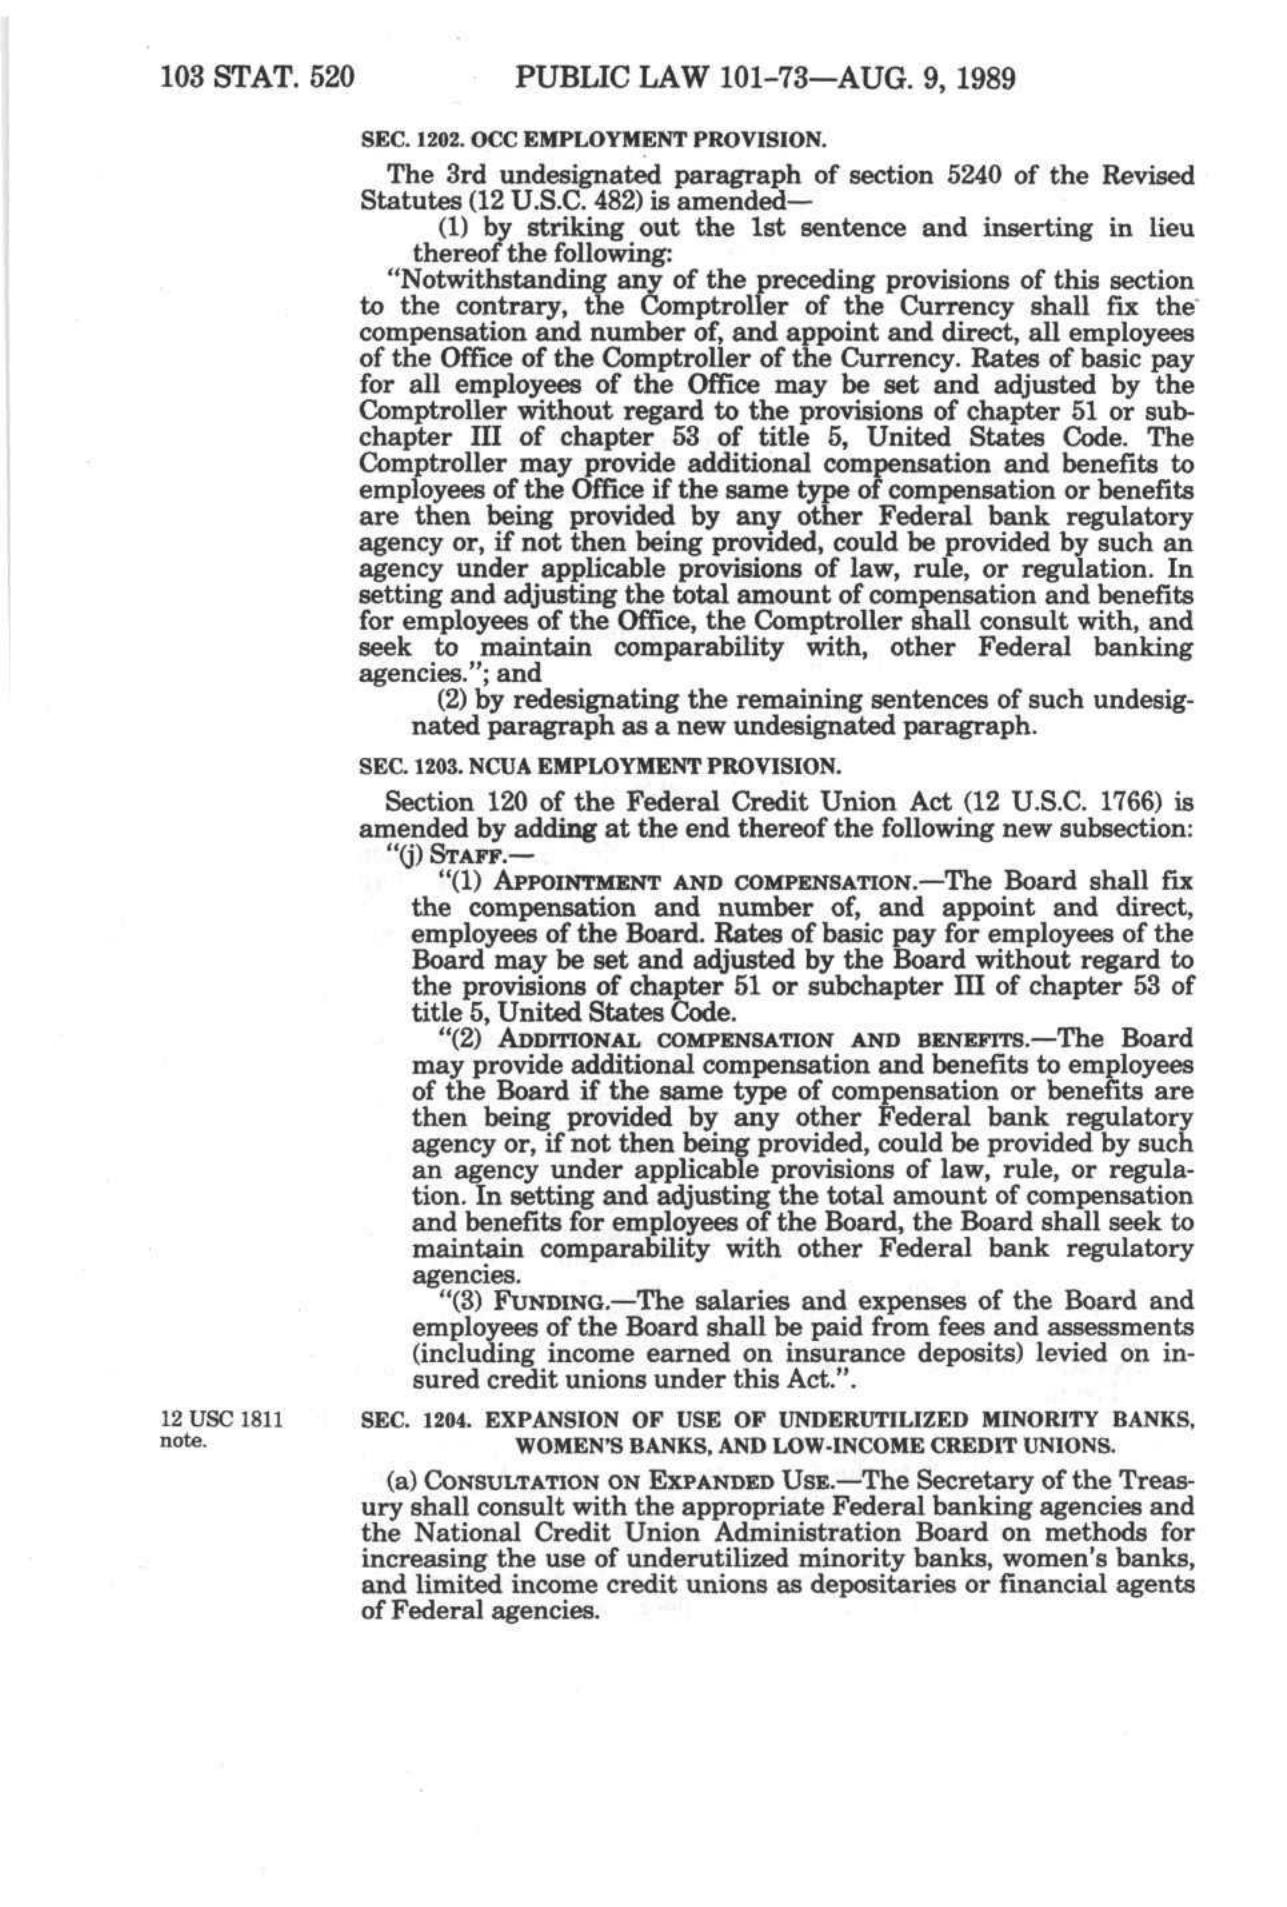 103 STAT. 520 PUBLIC LAW 101-73—AUG. 9, 1989
SEC. 1202. OCC EMPLOYMENT PROVISION.
The 3rd undesignated paragraph of section 5240 of the Revised
Statutes (12 U.S.C. 482) is amended—
(1) by striking out the 1st sentence and inserting in lieu
thereof the following:
“Notwithstanding any of the preceding provisions of this section
to the contrary, the Comptroller of the Currency shall fix the
compensation and number of, and appoint and direct, all employees
of the Office of the Comptroller of the Currency. Rates of basic pay
for all employees of the Office may be set and adjusted by the
Comptroller without regard to the provisions of chapter 51 or sub-
chapter III of chapter 53 of title 5, United States Code. The
Comptroller may provide additional compensation and benefits to
employees of the Office if the same type of compensation or benefits
are then being provided by any other Federal bank regulatory
agency or, if not then being provided, could be provided by such an
agency under applicable provisions of law, rule, or regulation. In
setting and adjusting the total amount of compensation and benefits
for employees of the Office, the Comptroller shall consult with, and
seek to maintain comparability with, other Federal banking
agencies.”; and
(2) by redesignating the remaining sentences of such undesig-
nated paragraph as a new undesignated paragraph.
SEC. 1203. NCUA EMPLOYMENT PROVISION.
Section 120 of the Federal Credit Union Act (12 U.S.C. 1766) is
amended by adding at the end thereof the following new subsection:
“(j) STAFF.—
“(1) APPOINTMENT AND COMPENSATION.—The Board shall fix
the compensation and number of, and appoint and direct,
employees of the Board. Rates of basic pay for employees of the
Board may be set and adjusted by the Board without regard to
the provisions of chapter 51 or subchapter III of chapter 53 of
title 5, United States Code.
“(2) ADDITIONAL COMPENSATION AND BENEFITS.—The Board
may provide additional compensation and benefits to employees
of the Board if the same type of compensation or benefits are
then being provided by any other Federal bank regulatory
agency or, if not then being provided, could be provided by such
an agency under applicable provisions of law, rule, or regula-
tion. In setting and adjusting the total amount of compensation
and benefits for employees of the Board, the Board shall seek to
maintain comparability with other Federal bank regulatory
agencies.
“(3) FUNDING.—The salaries and expenses of the Board and
employees of the Board shall be paid from fees and assessments
(including income earned on insurance deposits) levied on in-
sured credit unions under this Act.”.
12 USC 1811
note.
SEC. 1204. EXPANSION OF USE OF UNDERUTILIZED MINORITY BANKS,
WOMEN'S BANKS, AND LOW-INCOME CREDIT UNIONS.
(a) CONSULTATION ON EXPANDED USE.—The Secretary of the Treas-
ury shall consult with the appropriate Federal banking agencies and
the National Credit Union Administration Board on methods for
increasing the use of underutilized minority banks, women's banks,
and limited income credit unions as depositaries or financial agents
of Federal agencies.